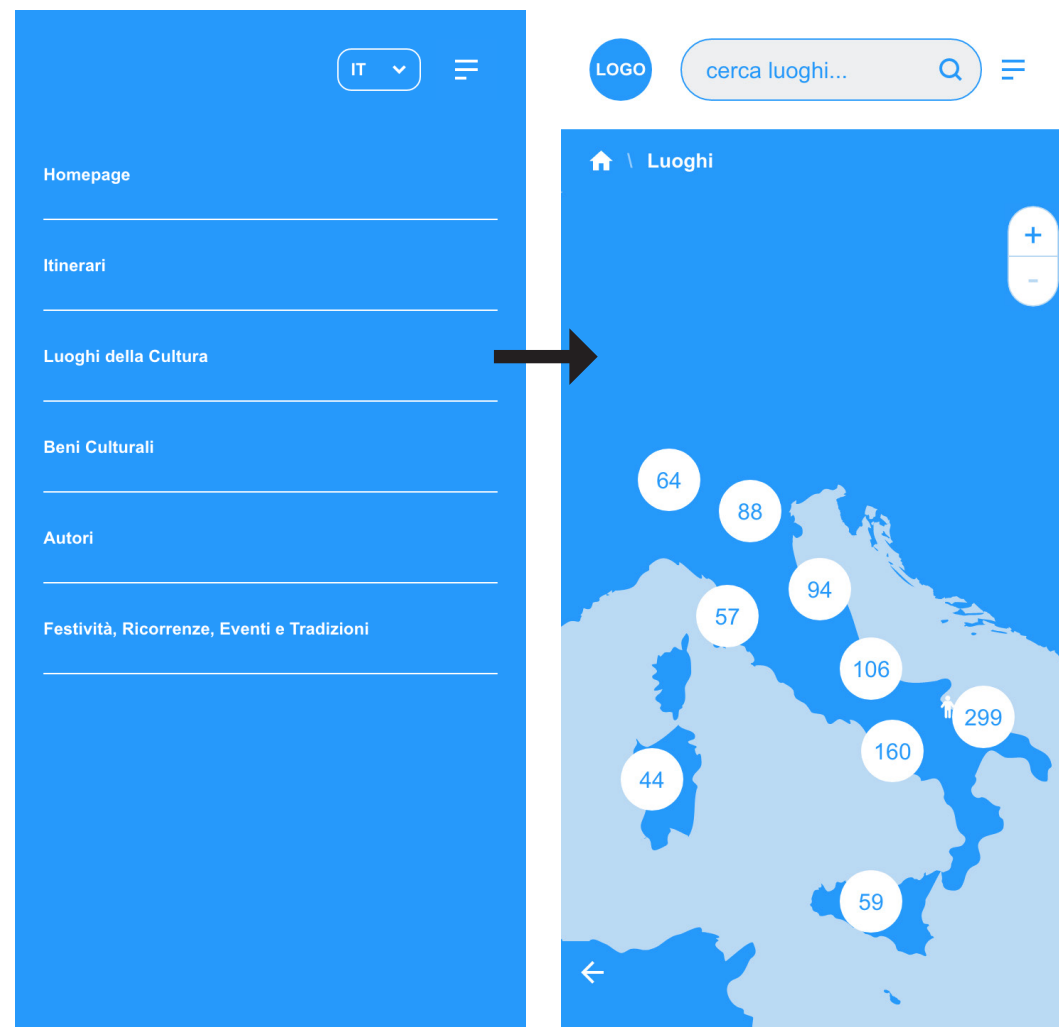 IT
Homepage
Itinerari
Luoghi della Cultura
Beni Culturali
Autori
Festività, Ricorrenze, Eventi e Tradizioni
LOGO
cerca luoghi...
\ Luoghi
+
-
64
88
94
57
106
299
160
44
59